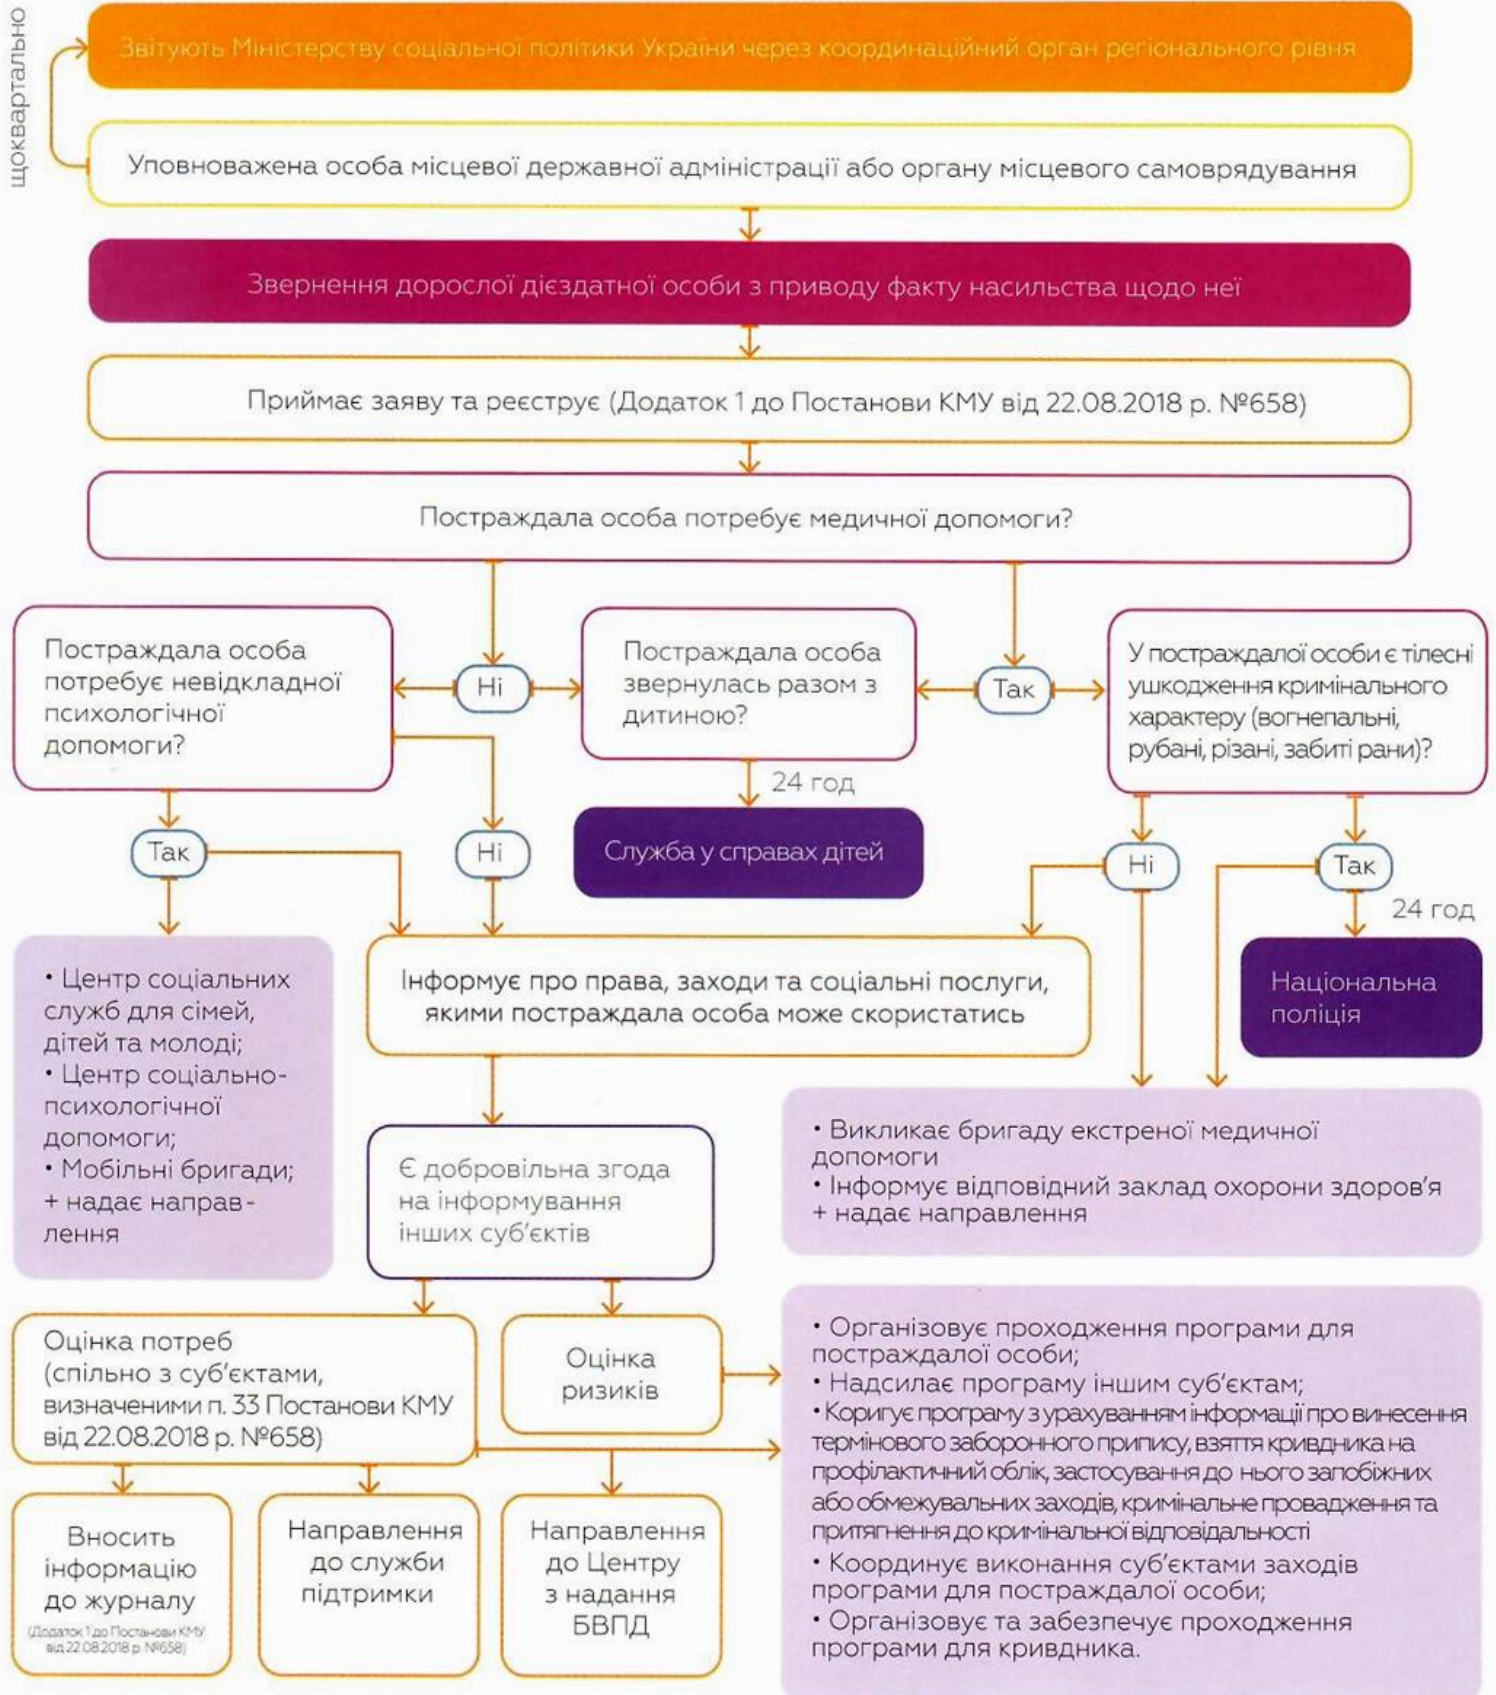 щоквартально
Звітують Міністерству соціальної політики України через координаційний орган регіонального рівня
Уповноважена особа місцевої державної адміністрації або органу місцевого самоврядування
Звернення дорослої дієздатної особи з приводу факту насильства щодо неї
Приймає заяву та реєструє (Додаток 1 до Постанови КМУ від 22.08.2018 р. №658)
Постраждала особа потребує медичної допомоги?
Постраждала особа
потребує невідкладної
психологічної
допомоги?
Ні
Постраждала особа
звернулась разом з
дитиною?
Так
У постраждалої особи є тілесні
ушкодження кримінального
характеру (вогнепальні,
рубані, різані, забиті рани)?
24 год
Так
Ні
Служба у справах дітей
Ні
Так
24 год
• Центр соціальних
служб для сімей,
дітей та молоді;
• Центр соціально-
психологічної
допомоги;
• Мобільні бригади;
+ надає направ-
лення
Інформує про права, заходи та соціальні послуги,
якими постраждала особа може скористатись
Національна
поліція
• Викликає бригаду екстреної медичної
допомоги
• Інформує відповідний заклад охорони здоров'я
+ надає направлення
Є добровільна згода
на інформування
інших суб'єктів
Оцінка потреб
(спільно з суб'єктами,
визначеними п. 33 Постанови КМУ
від 22.08.2018 р. №658)
Оцінка
ризиків
• Організовує проходження програми для
постраждалої особи;
• Надсилає програму іншим суб'єктам;
• Коригує програму з урахуванням інформації про винесення
термінового заборонного припису, взяття кривдника на
профілактичний облік, застосування до нього запобіжних
або обмежувальних заходів, кримінальне провадження та
притягнення до кримінальної відповідальності
• Координує виконання суб'єктами заходів
програми для постраждалої особи;
• Організовує та забезпечує проходження
програми для кривдника.
Вносить
інформацію
до журналу
(Додаток 1 до Постанови КМУ
від 22.08.2018 р. №658)
Направлення
до служби
підтримки
Направлення
до Центру
з надання
БВПД